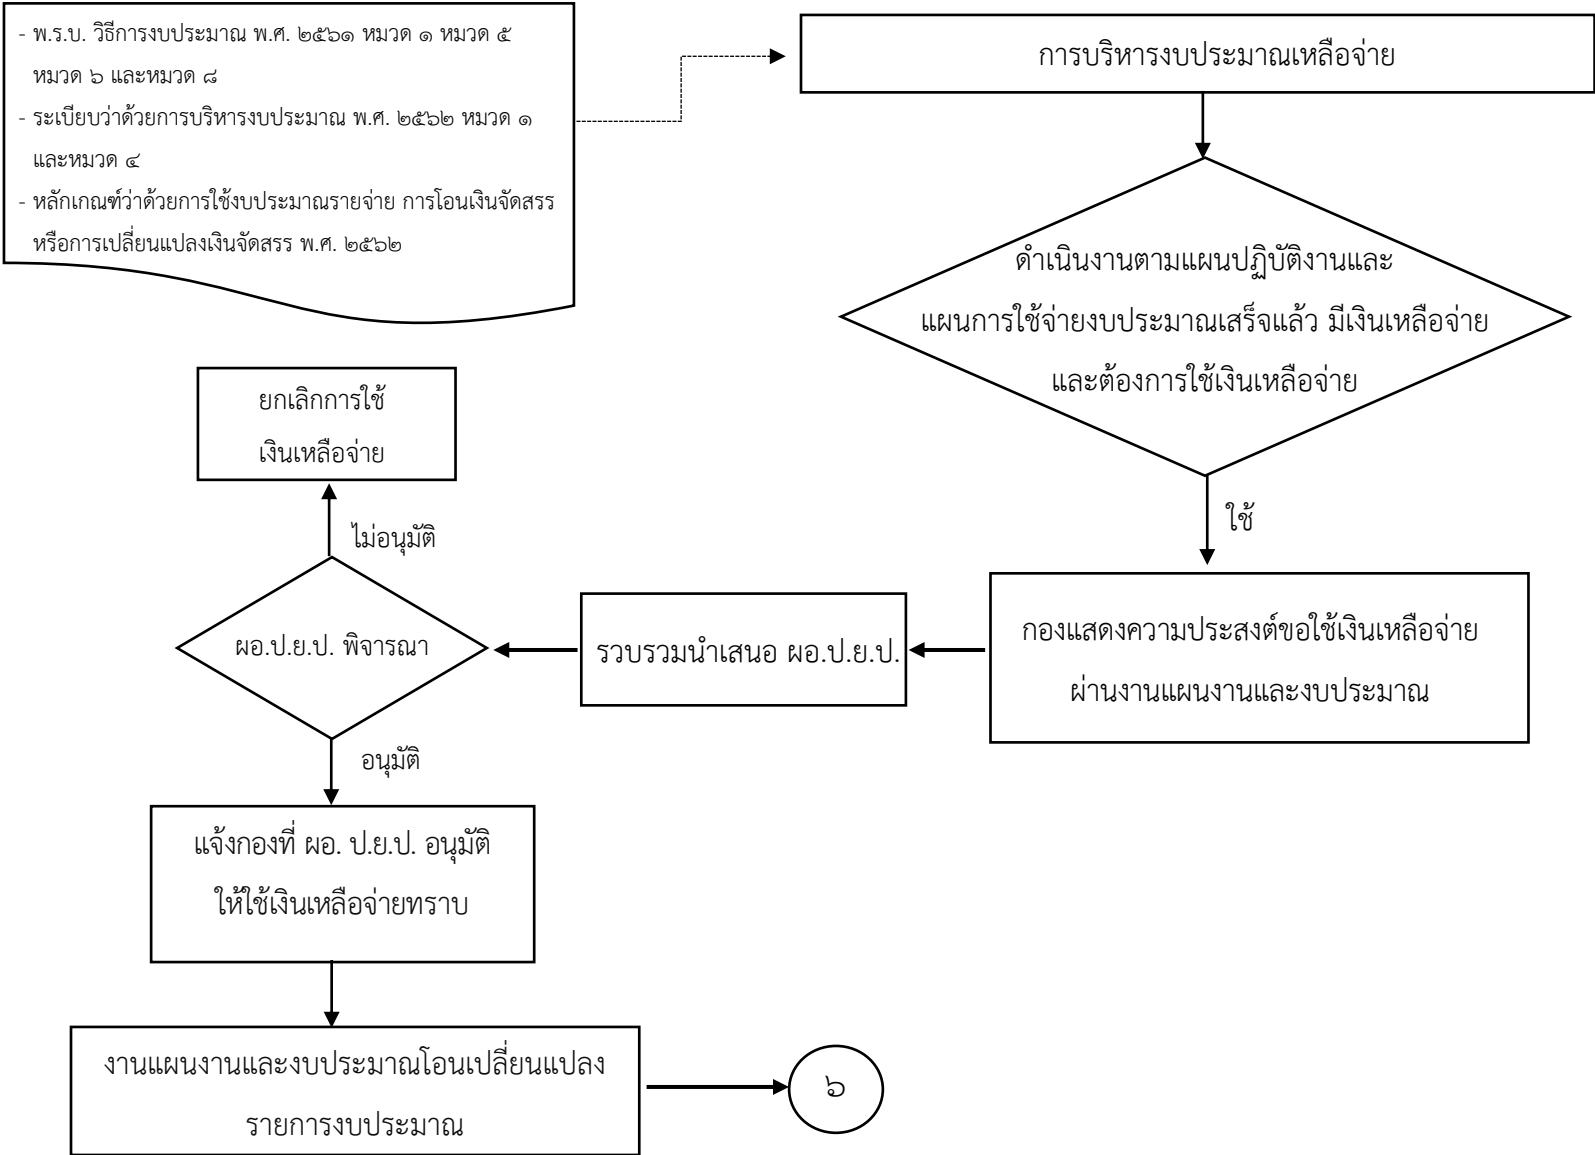 - พ.ร.บ. วิธีการงบประมาณ พ.ศ. ๒๕๖๑ หมวด ๑ หมวด ๕
หมวด ๖ และหมวด ๘
- ระเบียบว่าด้วยการบริหารงบประมาณ พ.ศ. ๒๕๖๒ หมวด ๑
และหมวด ๔
- หลักเกณฑ์ว่าด้วยการใช้งบประมาณรายจ่าย การโอนเงินจัดสรร
หรือการเปลี่ยนแปลงเงินจัดสรร พ.ศ. ๒๕๖๒
การบริหารงบประมาณเหลือจ่าย
ดำเนินงานตามแผนปฏิบัติงานและ
แผนการใช้จ่ายงบประมาณเสร็จแล้ว มีเงินเหลือจ่าย
และต้องการใช้เงินเหลือจ่าย
ใช้
กองแสดงความประสงค์ขอใช้เงินเหลือจ่าย
ผ่านงานแผนงานและงบประมาณ
รวบรวมนำเสนอ ผอ.ป.ย.ป.
ผอ.ป.ย.ป. พิจารณา
ไม่อนุมัติ
ยกเลิกการใช้
เงินเหลือจ่าย
อนุมัติ
แจ้งกองที่ ผอ. ป.ย.ป. อนุมัติ
ให้ใช้เงินเหลือจ่ายทราบ
งานแผนงานและงบประมาณโอนเปลี่ยนแปลง
รายการงบประมาณ
๖